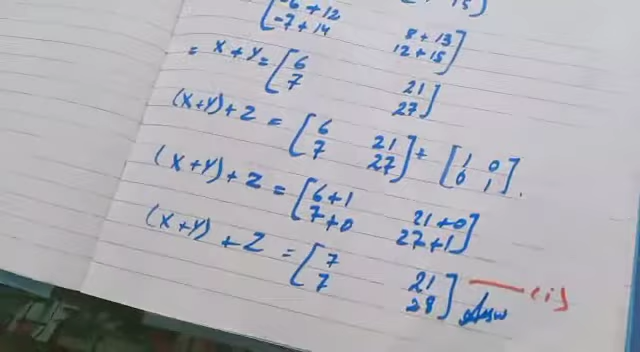 [-6+12 8+13
-7+14 12+15]
= X+Y = [6 21
7 27]
(X+Y)+Z = [6 21
7 27] + [1 0
0 1].
(X+Y)+Z = [6+1 21+0
7+0 27+1]
(X+Y)+Z = [7 21
7 28] Answ —(i)